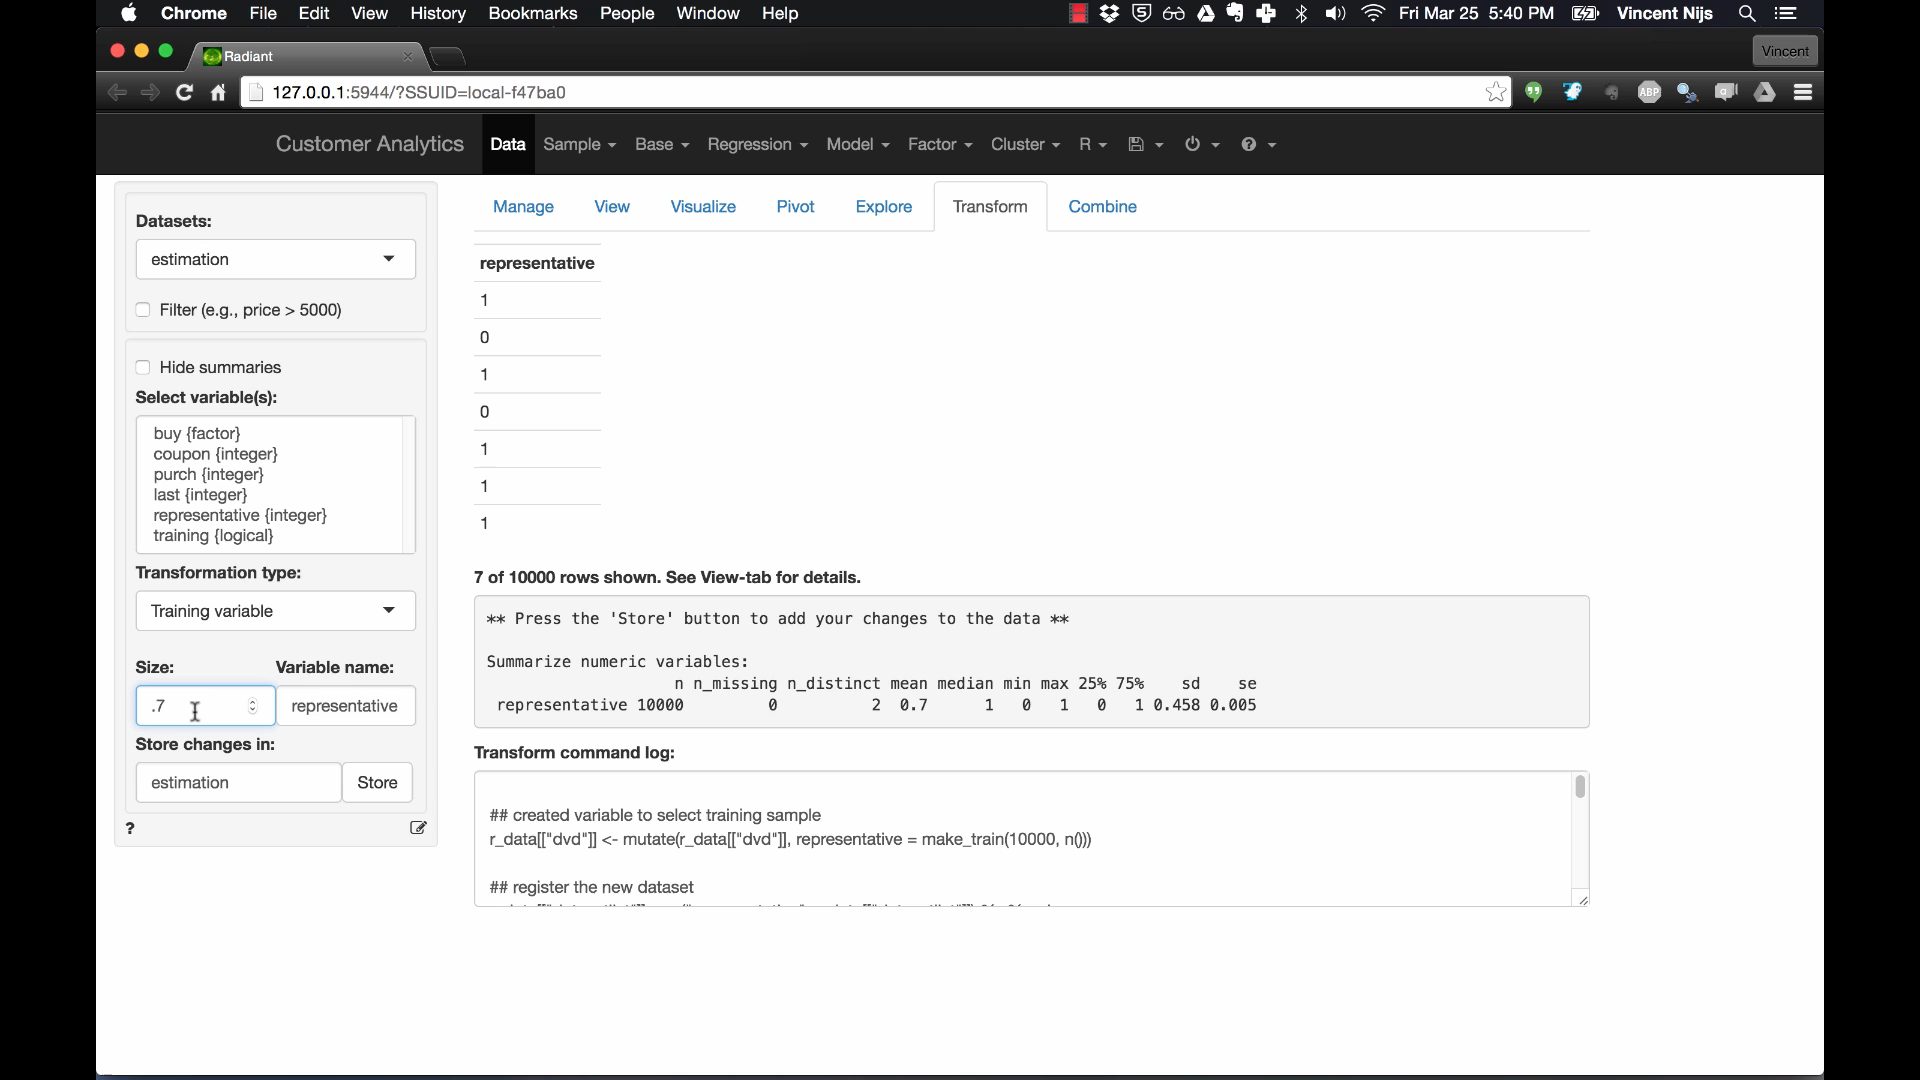 Chrome File Edit View History Bookmarks People Window Help Fri Mar 25 5:40 PM Vincent Nijs
Radiant
Vincent
127.0.0.1:5944/?SSUID=local-f47ba0
ABP
Customer Analytics Data Sample Base Regression Model Factor Cluster R
Manage View Visualize Pivot Explore Transform Combine
Datasets:
estimation
Filter (e.g., price > 5000)
Hide summaries
Select variable(s):
buy {factor}
coupon {integer}
purch {integer}
last {integer}
representative {integer}
training {logical}
Transformation type:
Training variable
Size: Variable name:
.7 representative
Store changes in:
estimation Store
?
representative
1
0
1
0
1
1
1
7 of 10000 rows shown. See View-tab for details.
** Press the 'Store' button to add your changes to the data **
Summarize numeric variables:
n n_missing n_distinct mean median min max 25% 75% sd se
representative 10000 0 2 0.7 1 0 1 0 1 0.458 0.005
Transform command log:
## created variable to select training sample
r_data[["dvd"]] <- mutate(r_data[["dvd"]], representative = make_train(10000, n()))
## register the new dataset